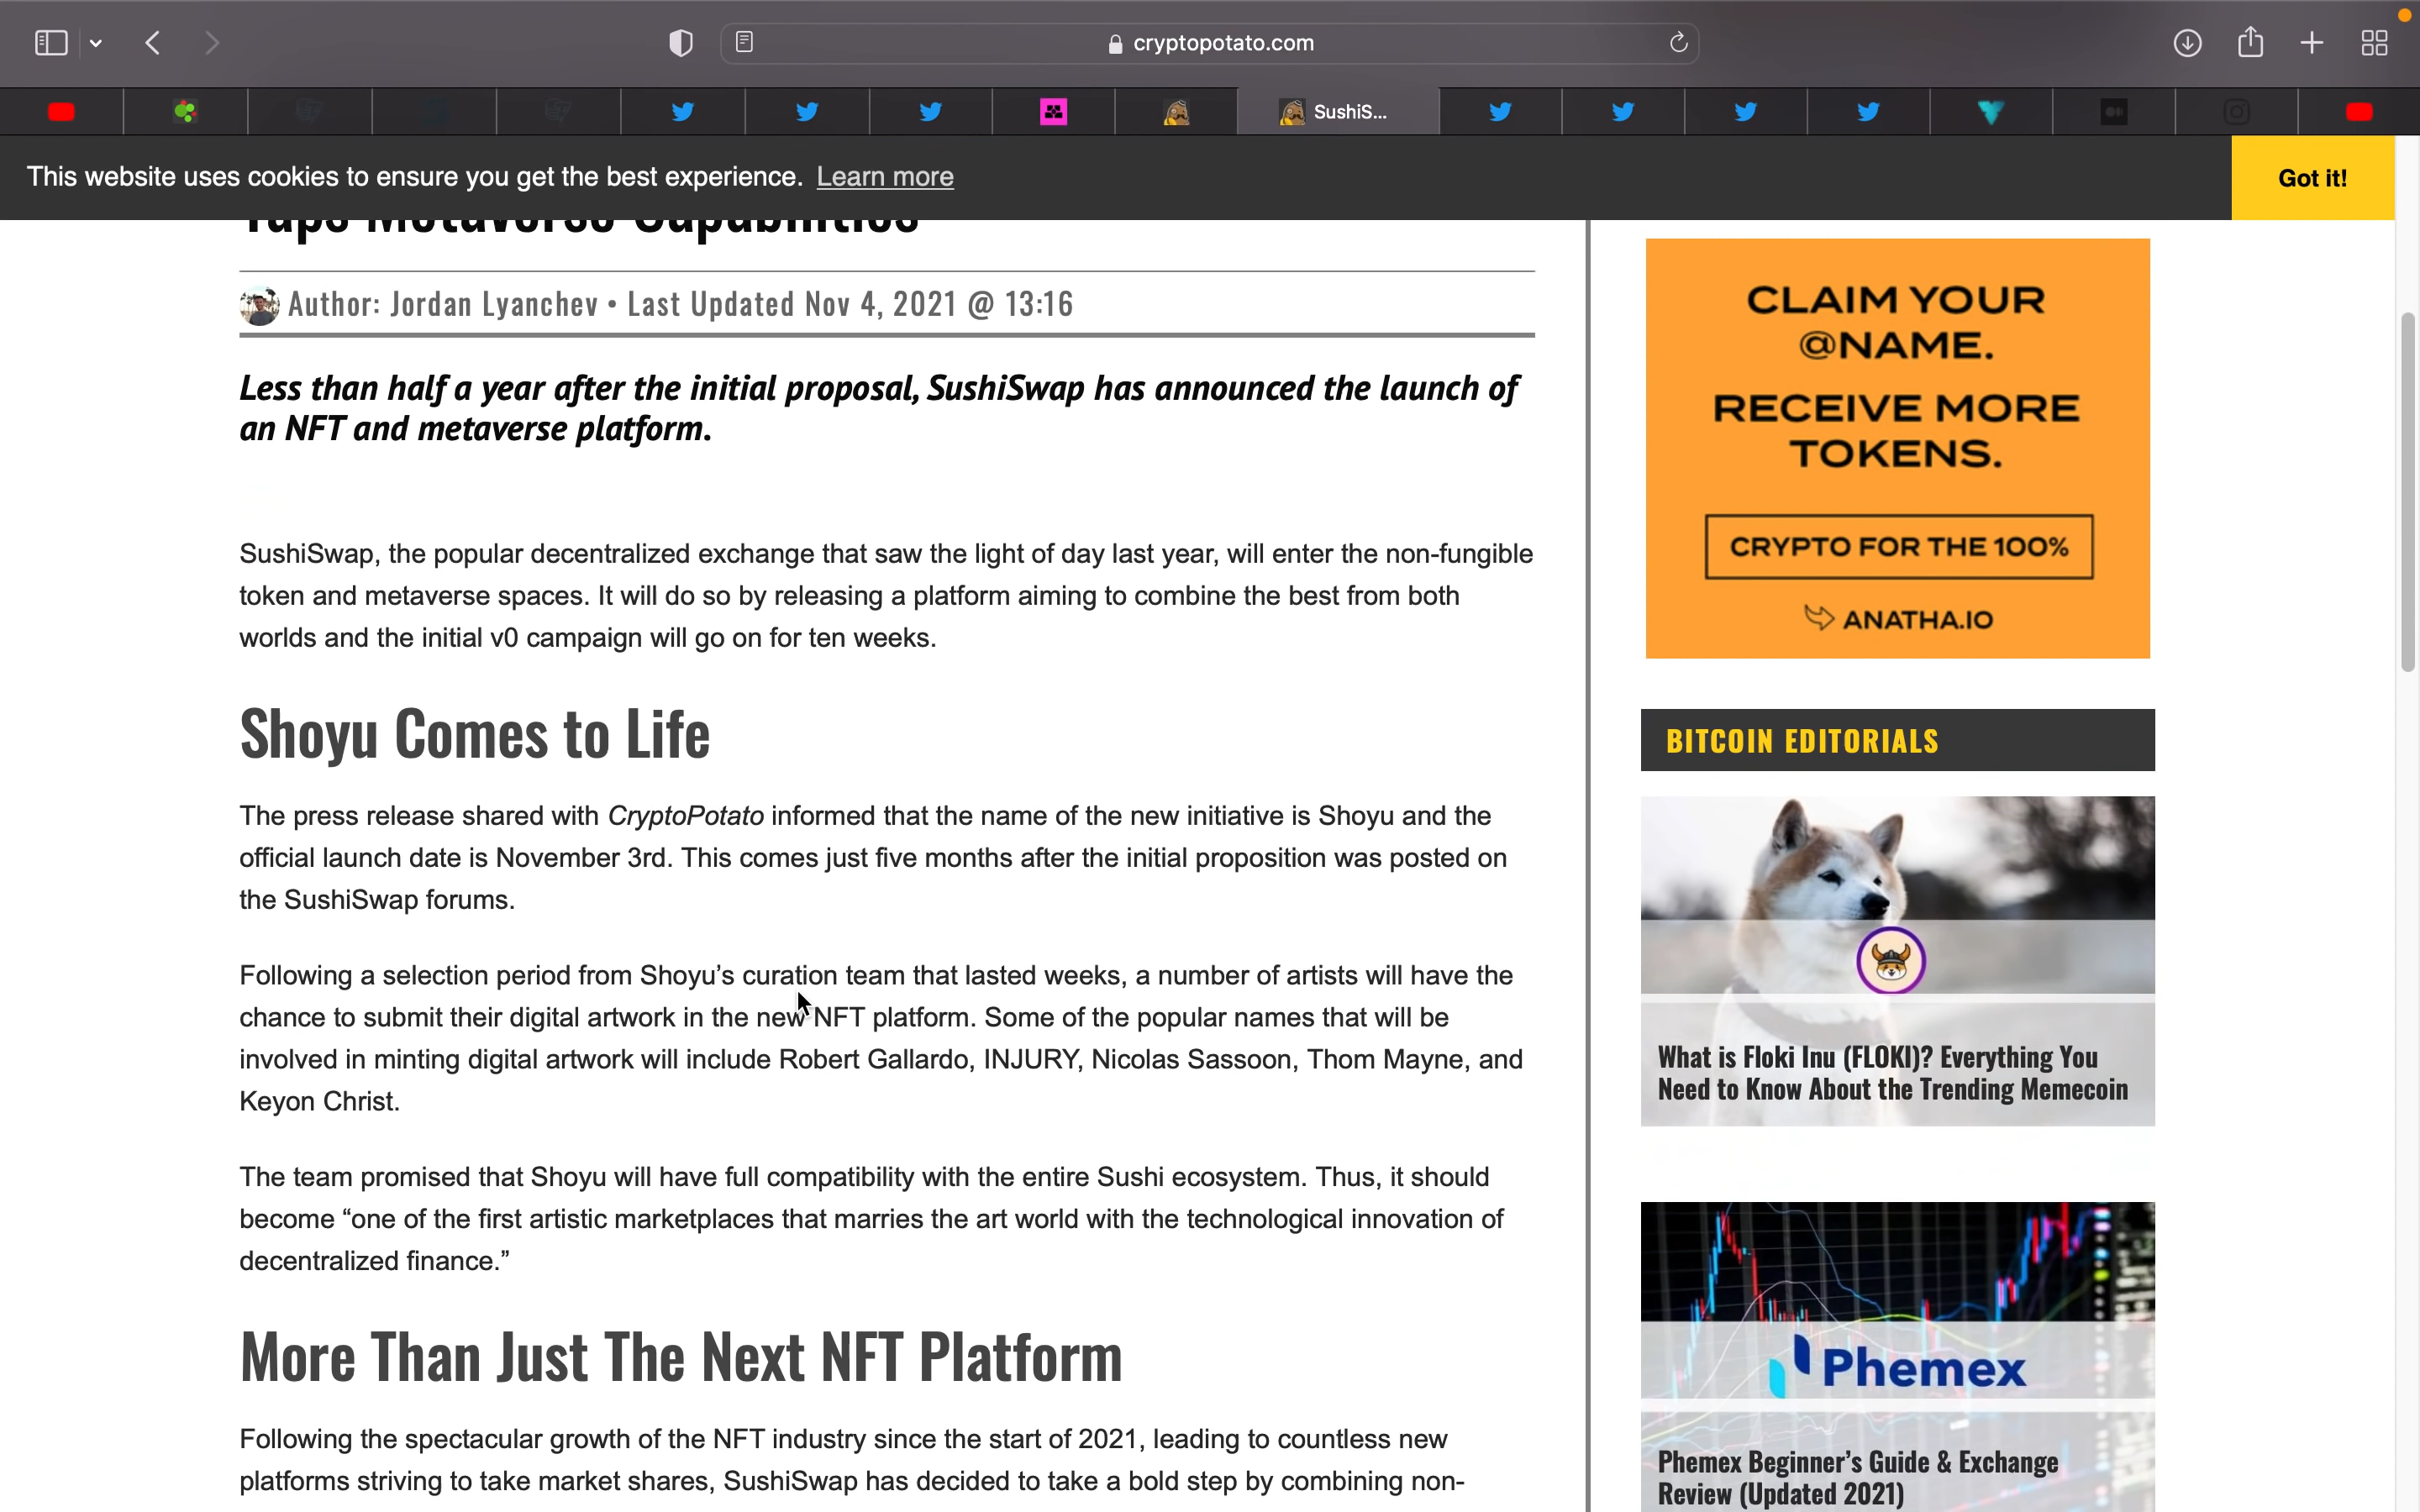 cryptopotato.com
SushiS...
This website uses cookies to ensure you get the best experience. Learn more
Got it!
Taps Metaverse Capabilities
Author: Jordan Lyanchev • Last Updated Nov 4, 2021 @ 13:16
Less than half a year after the initial proposal, SushiSwap has announced the launch of
an NFT and metaverse platform.
SushiSwap, the popular decentralized exchange that saw the light of day last year, will enter the non-fungible
token and metaverse spaces. It will do so by releasing a platform aiming to combine the best from both
worlds and the initial v0 campaign will go on for ten weeks.
Shoyu Comes to Life
The press release shared with CryptoPotato informed that the name of the new initiative is Shoyu and the
official launch date is November 3rd. This comes just five months after the initial proposition was posted on
the SushiSwap forums.
Following a selection period from Shoyu’s curation team that lasted weeks, a number of artists will have the
chance to submit their digital artwork in the new NFT platform. Some of the popular names that will be
involved in minting digital artwork will include Robert Gallardo, INJURY, Nicolas Sassoon, Thom Mayne, and
Keyon Christ.
The team promised that Shoyu will have full compatibility with the entire Sushi ecosystem. Thus, it should
become “one of the first artistic marketplaces that marries the art world with the technological innovation of
decentralized finance.”
More Than Just The Next NFT Platform
Following the spectacular growth of the NFT industry since the start of 2021, leading to countless new
platforms striving to take market shares, SushiSwap has decided to take a bold step by combining non-
CLAIM YOUR
@NAME.
RECEIVE MORE
TOKENS.
CRYPTO FOR THE 100%
ANATHA.IO
BITCOIN EDITORIALS
What is Floki Inu (FLOKI)? Everything You
Need to Know About the Trending Memecoin
Phemex
Phemex Beginner’s Guide & Exchange
Review (Updated 2021)